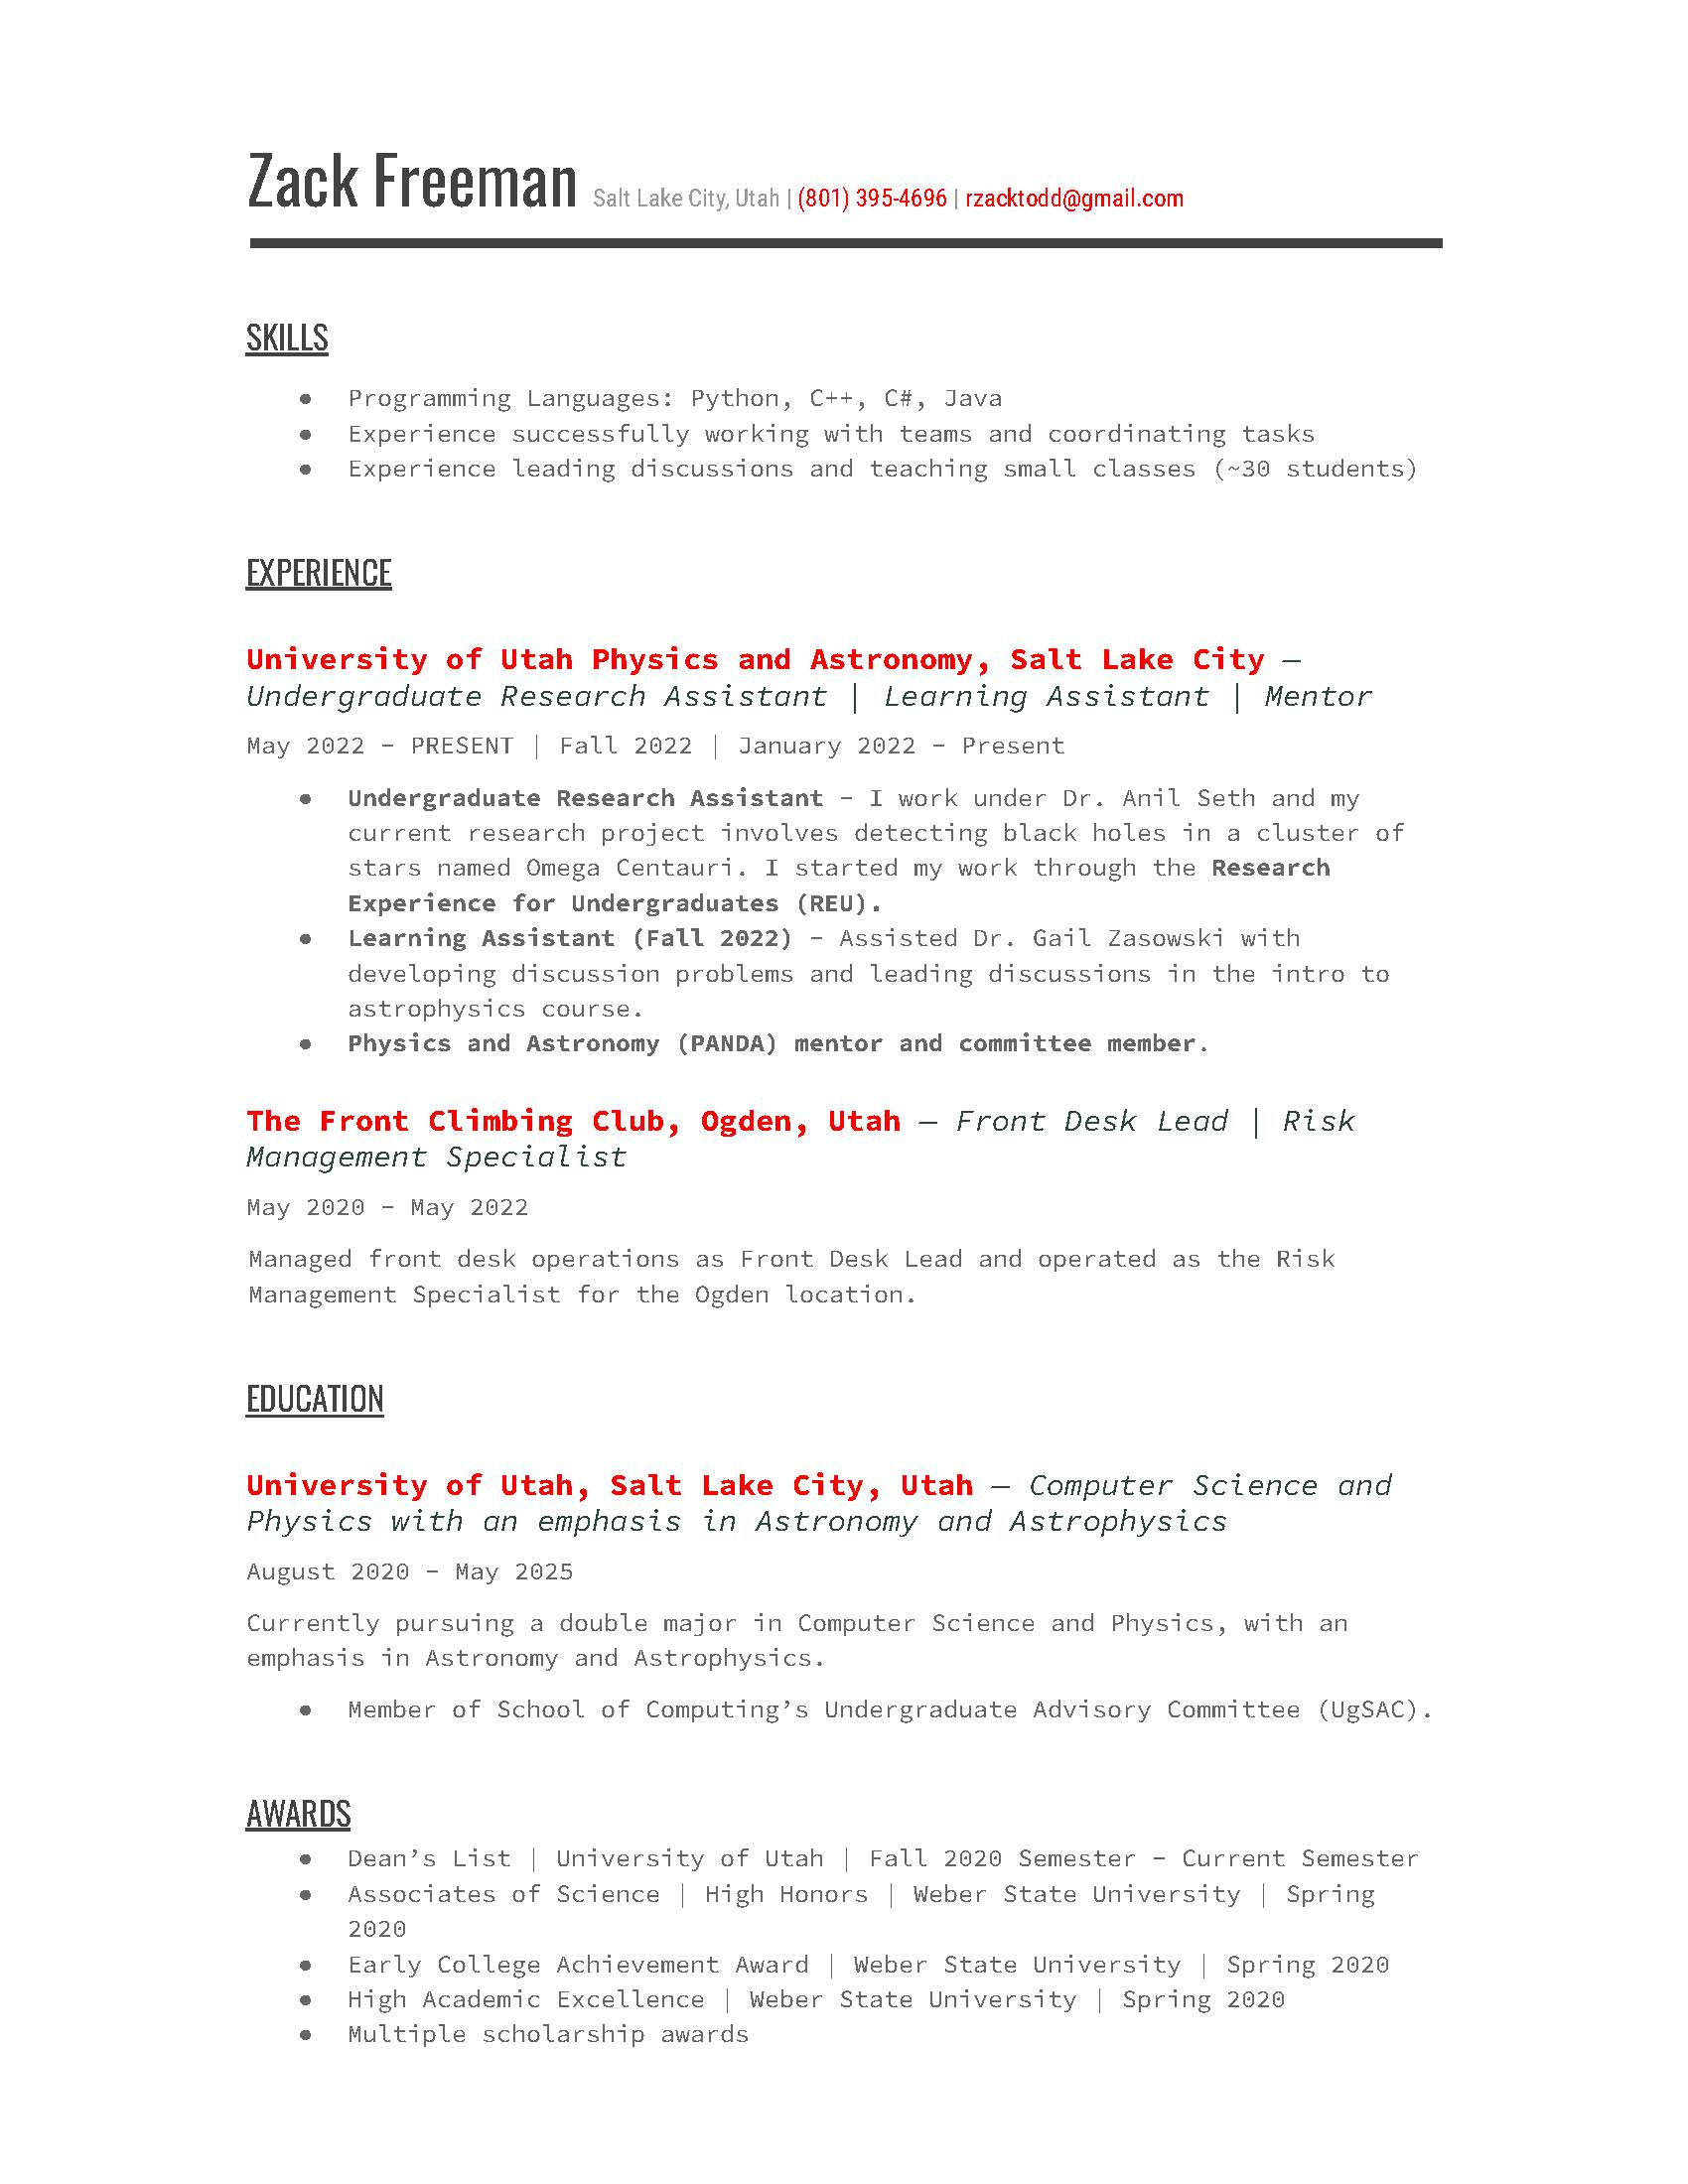 Zack Freeman Salt Lake City, Utah | (801) 395-4696 | rzacktodd@gmail.com
SKILLS
● Programming Languages: Python, C++, C#, Java
● Experience successfully working with teams and coordinating tasks
● Experience leading discussions and teaching small classes (~30 students)
EXPERIENCE
University of Utah Physics and Astronomy, Salt Lake City —
Undergraduate Research Assistant | Learning Assistant | Mentor
May 2022 - PRESENT | Fall 2022 | January 2022 - Present
● Undergraduate Research Assistant - I work under Dr. Anil Seth and my
current research project involves detecting black holes in a cluster of
stars named Omega Centauri. I started my work through the Research
Experience for Undergraduates (REU).
● Learning Assistant (Fall 2022) - Assisted Dr. Gail Zasowski with
developing discussion problems and leading discussions in the intro to
astrophysics course.
● Physics and Astronomy (PANDA) mentor and committee member.
The Front Climbing Club, Ogden, Utah — Front Desk Lead | Risk
Management Specialist
May 2020 - May 2022
Managed front desk operations as Front Desk Lead and operated as the Risk
Management Specialist for the Ogden location.
EDUCATION
University of Utah, Salt Lake City, Utah — Computer Science and
Physics with an emphasis in Astronomy and Astrophysics
August 2020 - May 2025
Currently pursuing a double major in Computer Science and Physics, with an
emphasis in Astronomy and Astrophysics.
● Member of School of Computing’s Undergraduate Advisory Committee (UgSAC).
AWARDS
● Dean’s List | University of Utah | Fall 2020 Semester - Current Semester
● Associates of Science | High Honors | Weber State University | Spring
2020
● Early College Achievement Award | Weber State University | Spring 2020
● High Academic Excellence | Weber State University | Spring 2020
● Multiple scholarship awards